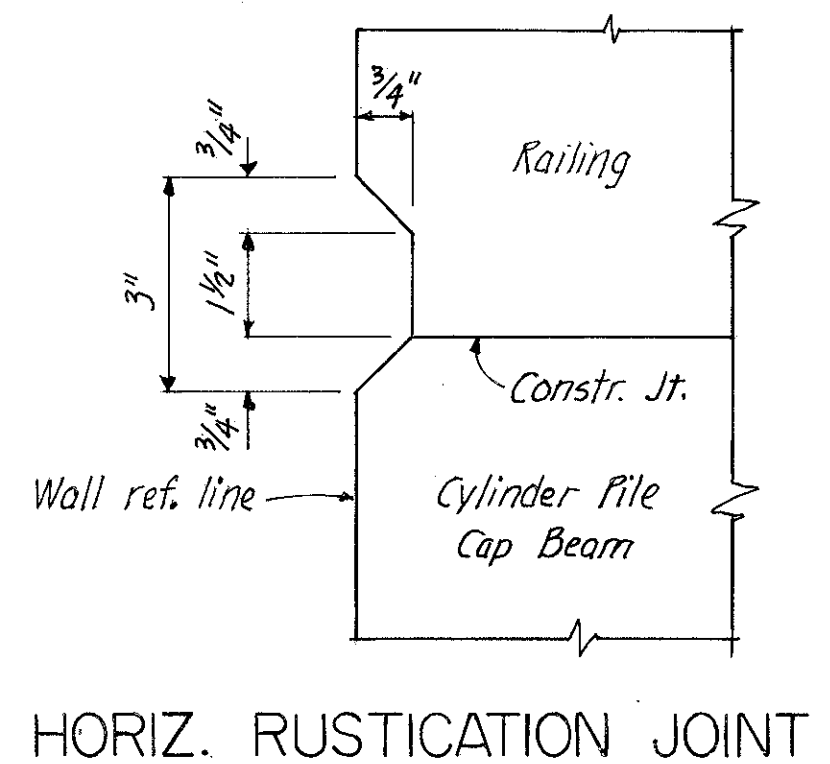 3/4"
3/4"
Railing
3"
1 1/2"
Constr. Jt.
3/4"
Wall ref. line
Cylinder Pile
Cap Beam
HORIZ. RUSTICATION JOINT